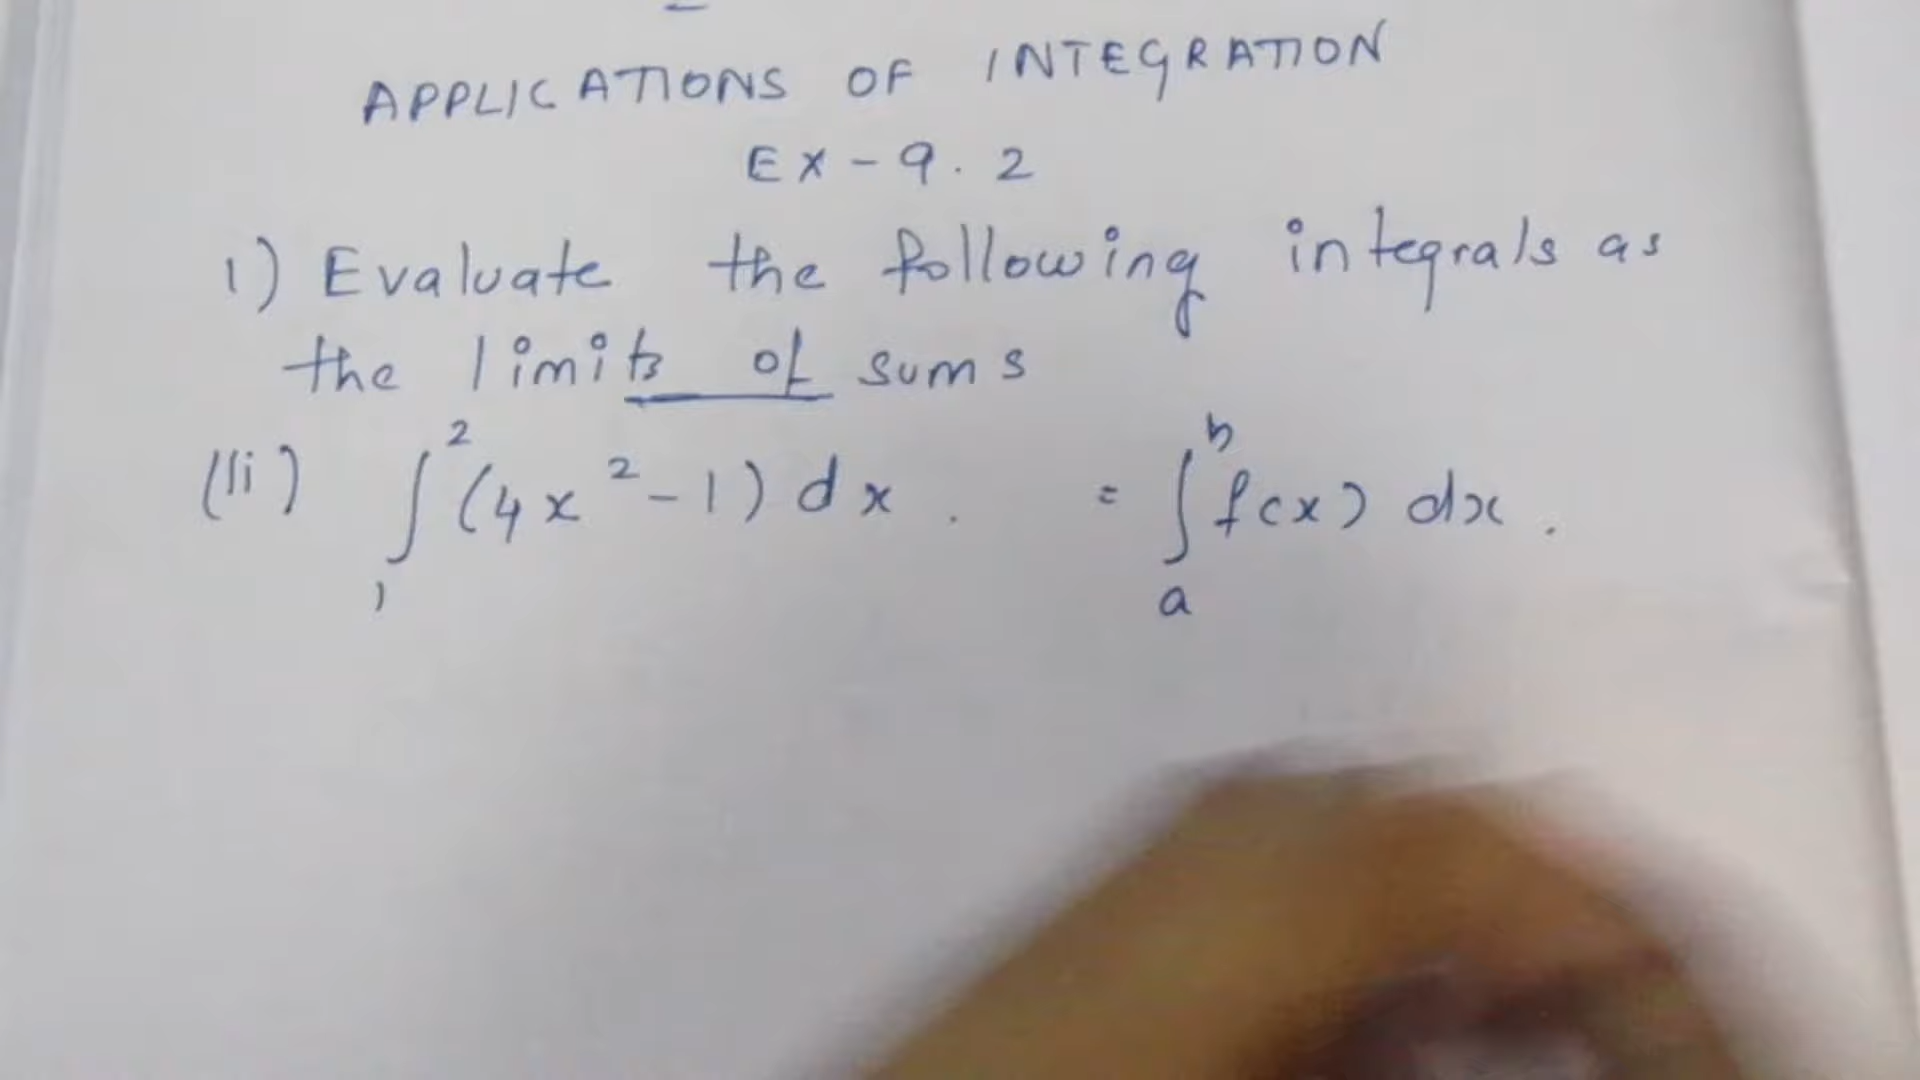 APPLICATIONS OF INTEGRATION
EX - 9.2
1) Evaluate the following integrals as
the limits of sums
(ii) ∫₁² (4x² - 1) dx . = ∫ₐᵇ f(x) dx .